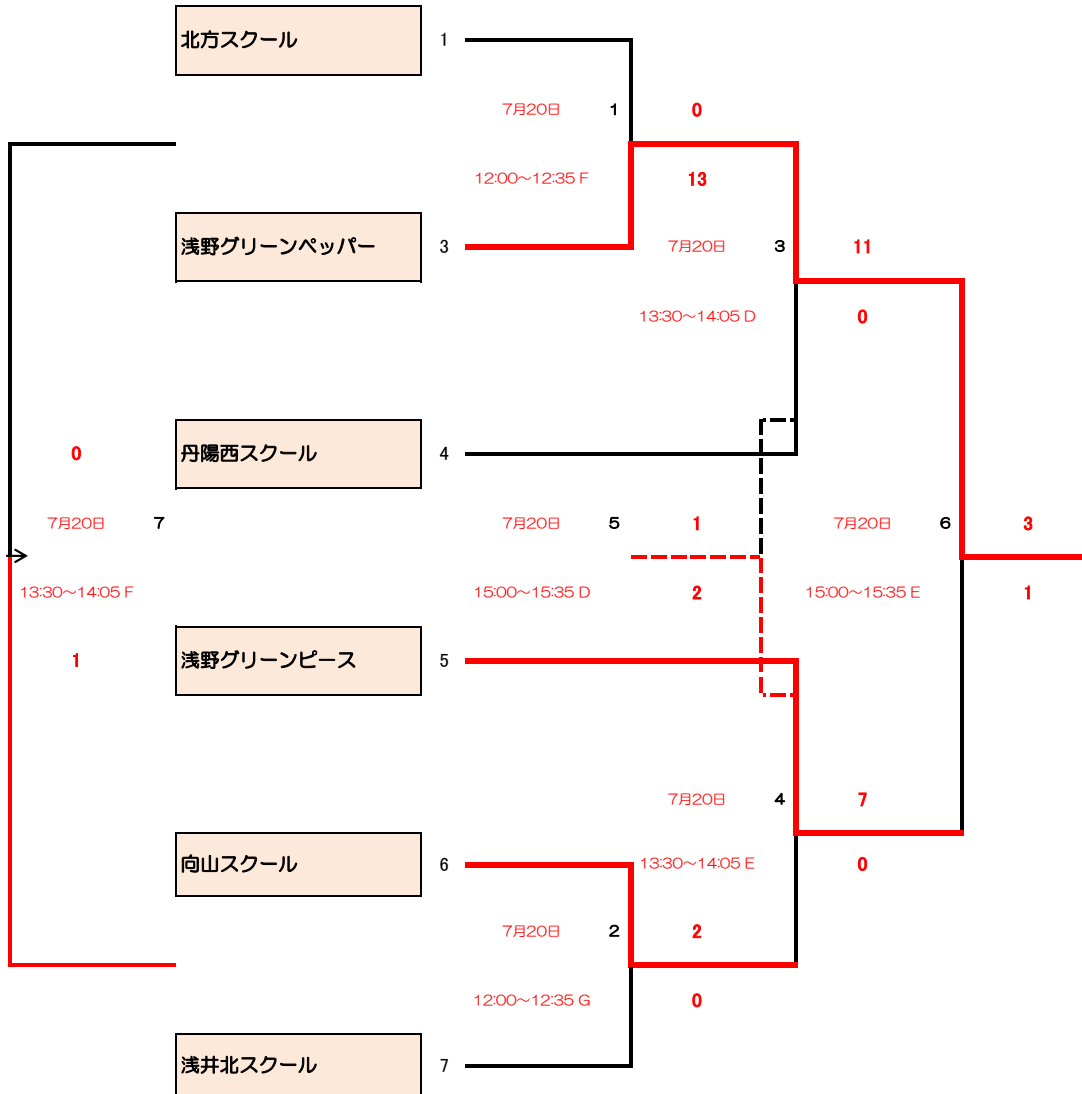 北方スクール 1
7月20日 1 0
12:00～12:35 F 13
浅野グリーンペッパー 3 7月20日 3 11
13:30～14:05 D 0
0 丹陽西スクール 4
7月20日 7 7月20日 5 1 7月20日 6 3
13:30～14:05 F 15:00～15:35 D 2 15:00～15:35 E 1
1 浅野グリーンピース 5
7月20日 4 7
向山スクール 6 13:30～14:05 E 0
7月20日 2 2
12:00～12:35 G 0
浅井北スクール 7